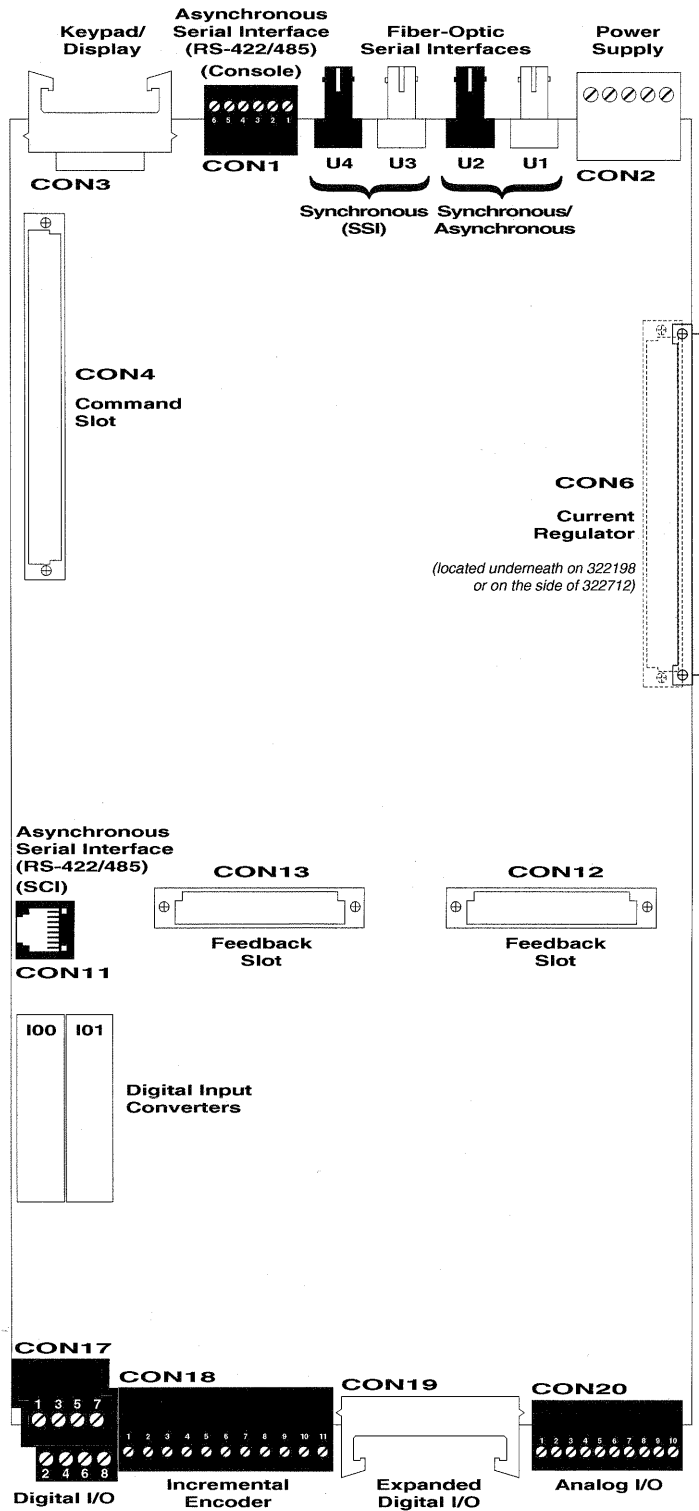 Keypad/
Display
Asynchronous
Serial Interface
(RS-422/485)
(Console)
Fiber-Optic
Serial Interfaces
Power
Supply
6 5 4 3 2 1
CON3
CON1
U4
U3
U2
U1
CON2
Synchronous
(SSI)
Synchronous/
Asynchronous
CON4
Command
Slot
CON6
Current
Regulator
(located underneath on 322198
or on the side of 322712)
Asynchronous
Serial Interface
(RS-422/485)
(SCI)
CON11
CON13
Feedback
Slot
CON12
Feedback
Slot
I00
I01
Digital Input
Converters
CON17
1 3 5 7
2 4 6 8
Digital I/O
CON18
1 2 3 4 5 6 7 8 9 10 11
Incremental
Encoder
CON19
Expanded
Digital I/O
CON20
1 2 3 4 5 6 7 8 9 10
Analog I/O